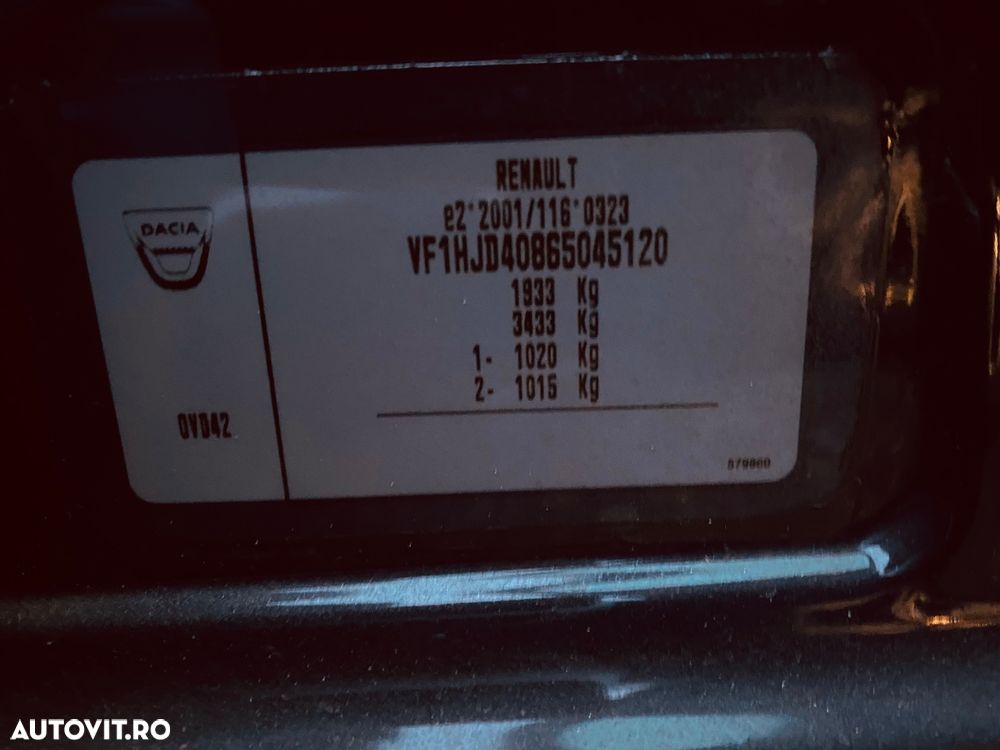 RENAULT
e2*2001/116*0323
VF1HJD40865045120
1933 Kg
3433 Kg
1- 1020 Kg
2- 1015 Kg
DACIA
0VD42
579860
AUTOVIT.RO